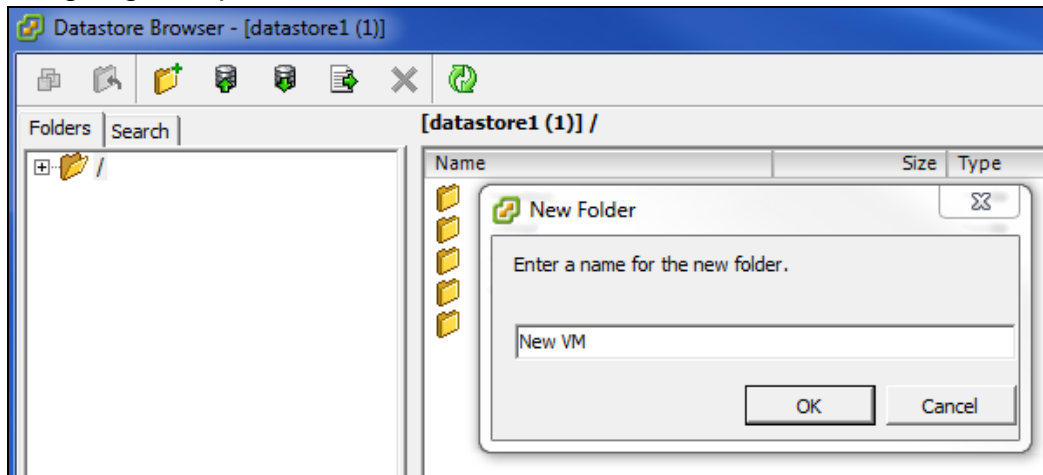 Datastore Browser - [datastore1 (1)]
Folders
Search
[datastore1 (1)] /
/
Name
Size
Type
New Folder
Enter a name for the new folder.
New VM
OK
Cancel